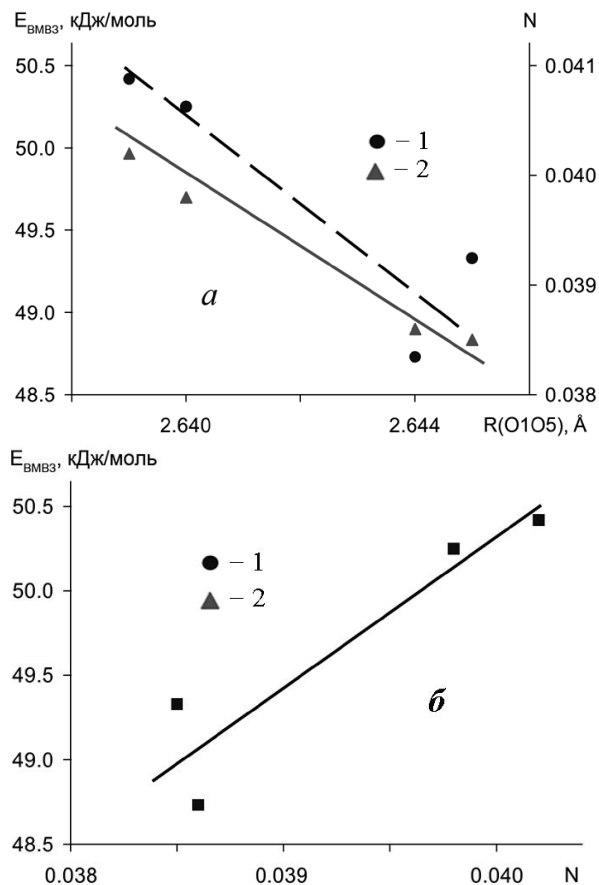 E_ВМВЗ, кДж/моль N
50.5 0.041
50.0 – 1
– 2 0.040
49.5
а
49.0 0.039
48.5 0.038
2.640 2.644 R(O1O5), Å
E_ВМВЗ, кДж/моль
50.5
– 1
50.0 – 2
49.5
б
49.0
48.5
0.038 0.039 0.040 N